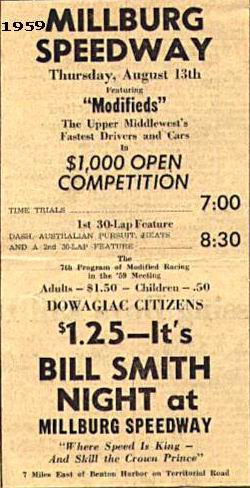 1959
MILLBURG
SPEEDWAY
Thursday, August 13th
Featuring
"Modifieds"
The Upper Middlewest's
Fastest Drivers and Cars
In
$1,000 OPEN
COMPETITION
TIME TRIALS 7:00
1st 30-Lap Feature
DASH, AUSTRALIAN PURSUIT, HEATS
AND A 2nd 30-LAP FEATURE 8:30
The
7th Program of Modified Racing
in the '59 Meeting
Adults — $1.50 — Children — .50
DOWAGIAC CITIZENS
$1.25—It's
BILL SMITH
NIGHT at
MILLBURG SPEEDWAY
"Where Speed Is King —
And Skill the Crown Prince"
7 Miles East of Benton Harbor on Territorial Road